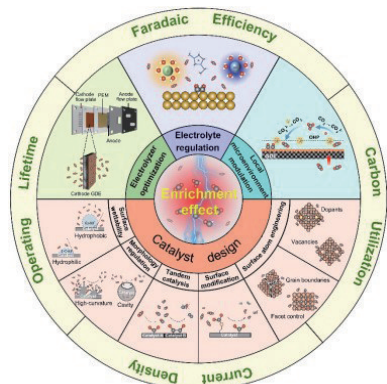 Faradaic Efficiency
Carbon
Utilization
Current
Density
Operating
Lifetime
Cathode
flow plate
PEM
Anode
flow plate
Anode
Cathode GDE
Electrolyte
regulation
Electrolyzer
optimization
Local
microenvironment
modulation
Enrichment
effect
Catalyst design
Surface
wettability
Morphology
regulation
Tandem
catalysis
Surface
modification
Surface atom engineering
Hydrophobic
Hydrophilic
High-curvature
Cavity
Dopants
Vacancies
Grain boundaries
Facet control